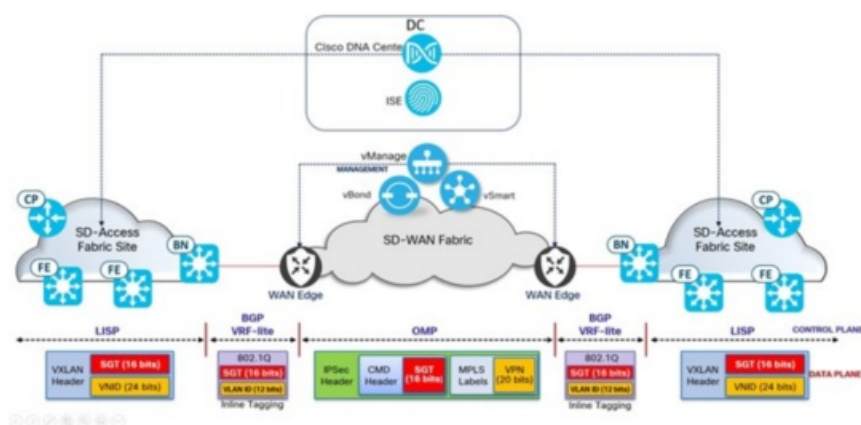 DC
Cisco DNA Cente
ISE
vManage
MANAGEMENT
vBond
vSmart
CP
SD-Access
Fabric Site
BN
FE
FE
SD-WAN Fabric
WAN Edge
WAN Edge
CP
SD-Access
Fabric Site
BN
FE
FE
LISP
BGP
VRF-lite
OMP
BGP
VRF-lite
LISP
CONTROL PLANE
VXLAN
Header
SGT (16 bits)
VNID (24 bits)
802.1Q
SGT (16 bits)
VLAN ID (12 bits)
Inline Tagging
IPSec
Header
CMD
Header
SGT
(16 bits)
MPLS
Labels
VPN
(20 bits)
802.1Q
SGT (16 bits)
VLAN ID (12 bits)
Inline Tagging
VXLAN
Header
SGT (16 bits)
VNID (24 bits)
DATA PLANE